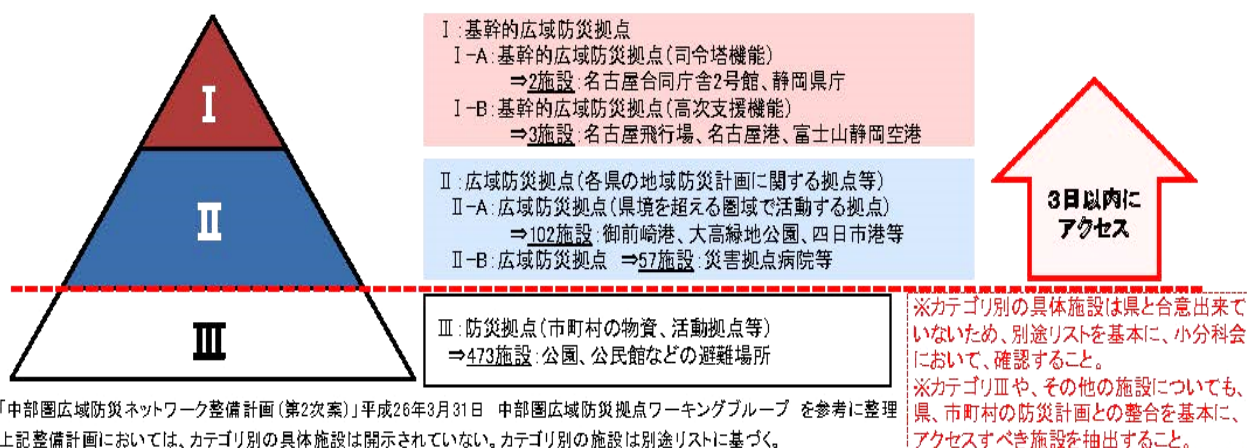 Ⅰ
Ⅱ
Ⅲ
Ⅰ:基幹的広域防災拠点
Ⅰ-A:基幹的広域防災拠点(司令塔機能)
⇒2施設:名古屋合同庁舎2号館、静岡県庁
Ⅰ-B:基幹的広域防災拠点(高次支援機能)
⇒3施設:名古屋飛行場、名古屋港、富士山静岡空港
Ⅱ:広域防災拠点(各県の地域防災計画に関する拠点等)
Ⅱ-A:広域防災拠点(県境を超える圏域で活動する拠点)
⇒102施設:御前崎港、大高緑地公園、四日市港等
Ⅱ-B:広域防災拠点 ⇒57施設:災害拠点病院等
Ⅲ:防災拠点(市町村の物資、活動拠点等)
⇒473施設:公園、公民館などの避難場所
3日以内に
アクセス
※カテゴリ別の具体施設は県と合意出来て
いないため、別途リストを基本に、小分科会
において、確認すること。
※カテゴリⅢや、その他の施設についても、
県、市町村の防災計画との整合を基本に、
アクセスすべき施設を抽出すること。
「中部圏広域防災ネットワーク整備計画(第2次案)」平成26年3月31日 中部圏広域防災拠点ワーキンググループ を参考に整理
上記整備計画においては、カテゴリ別の具体施設は開示されていない。カテゴリ別の施設は別途リストに基づく。